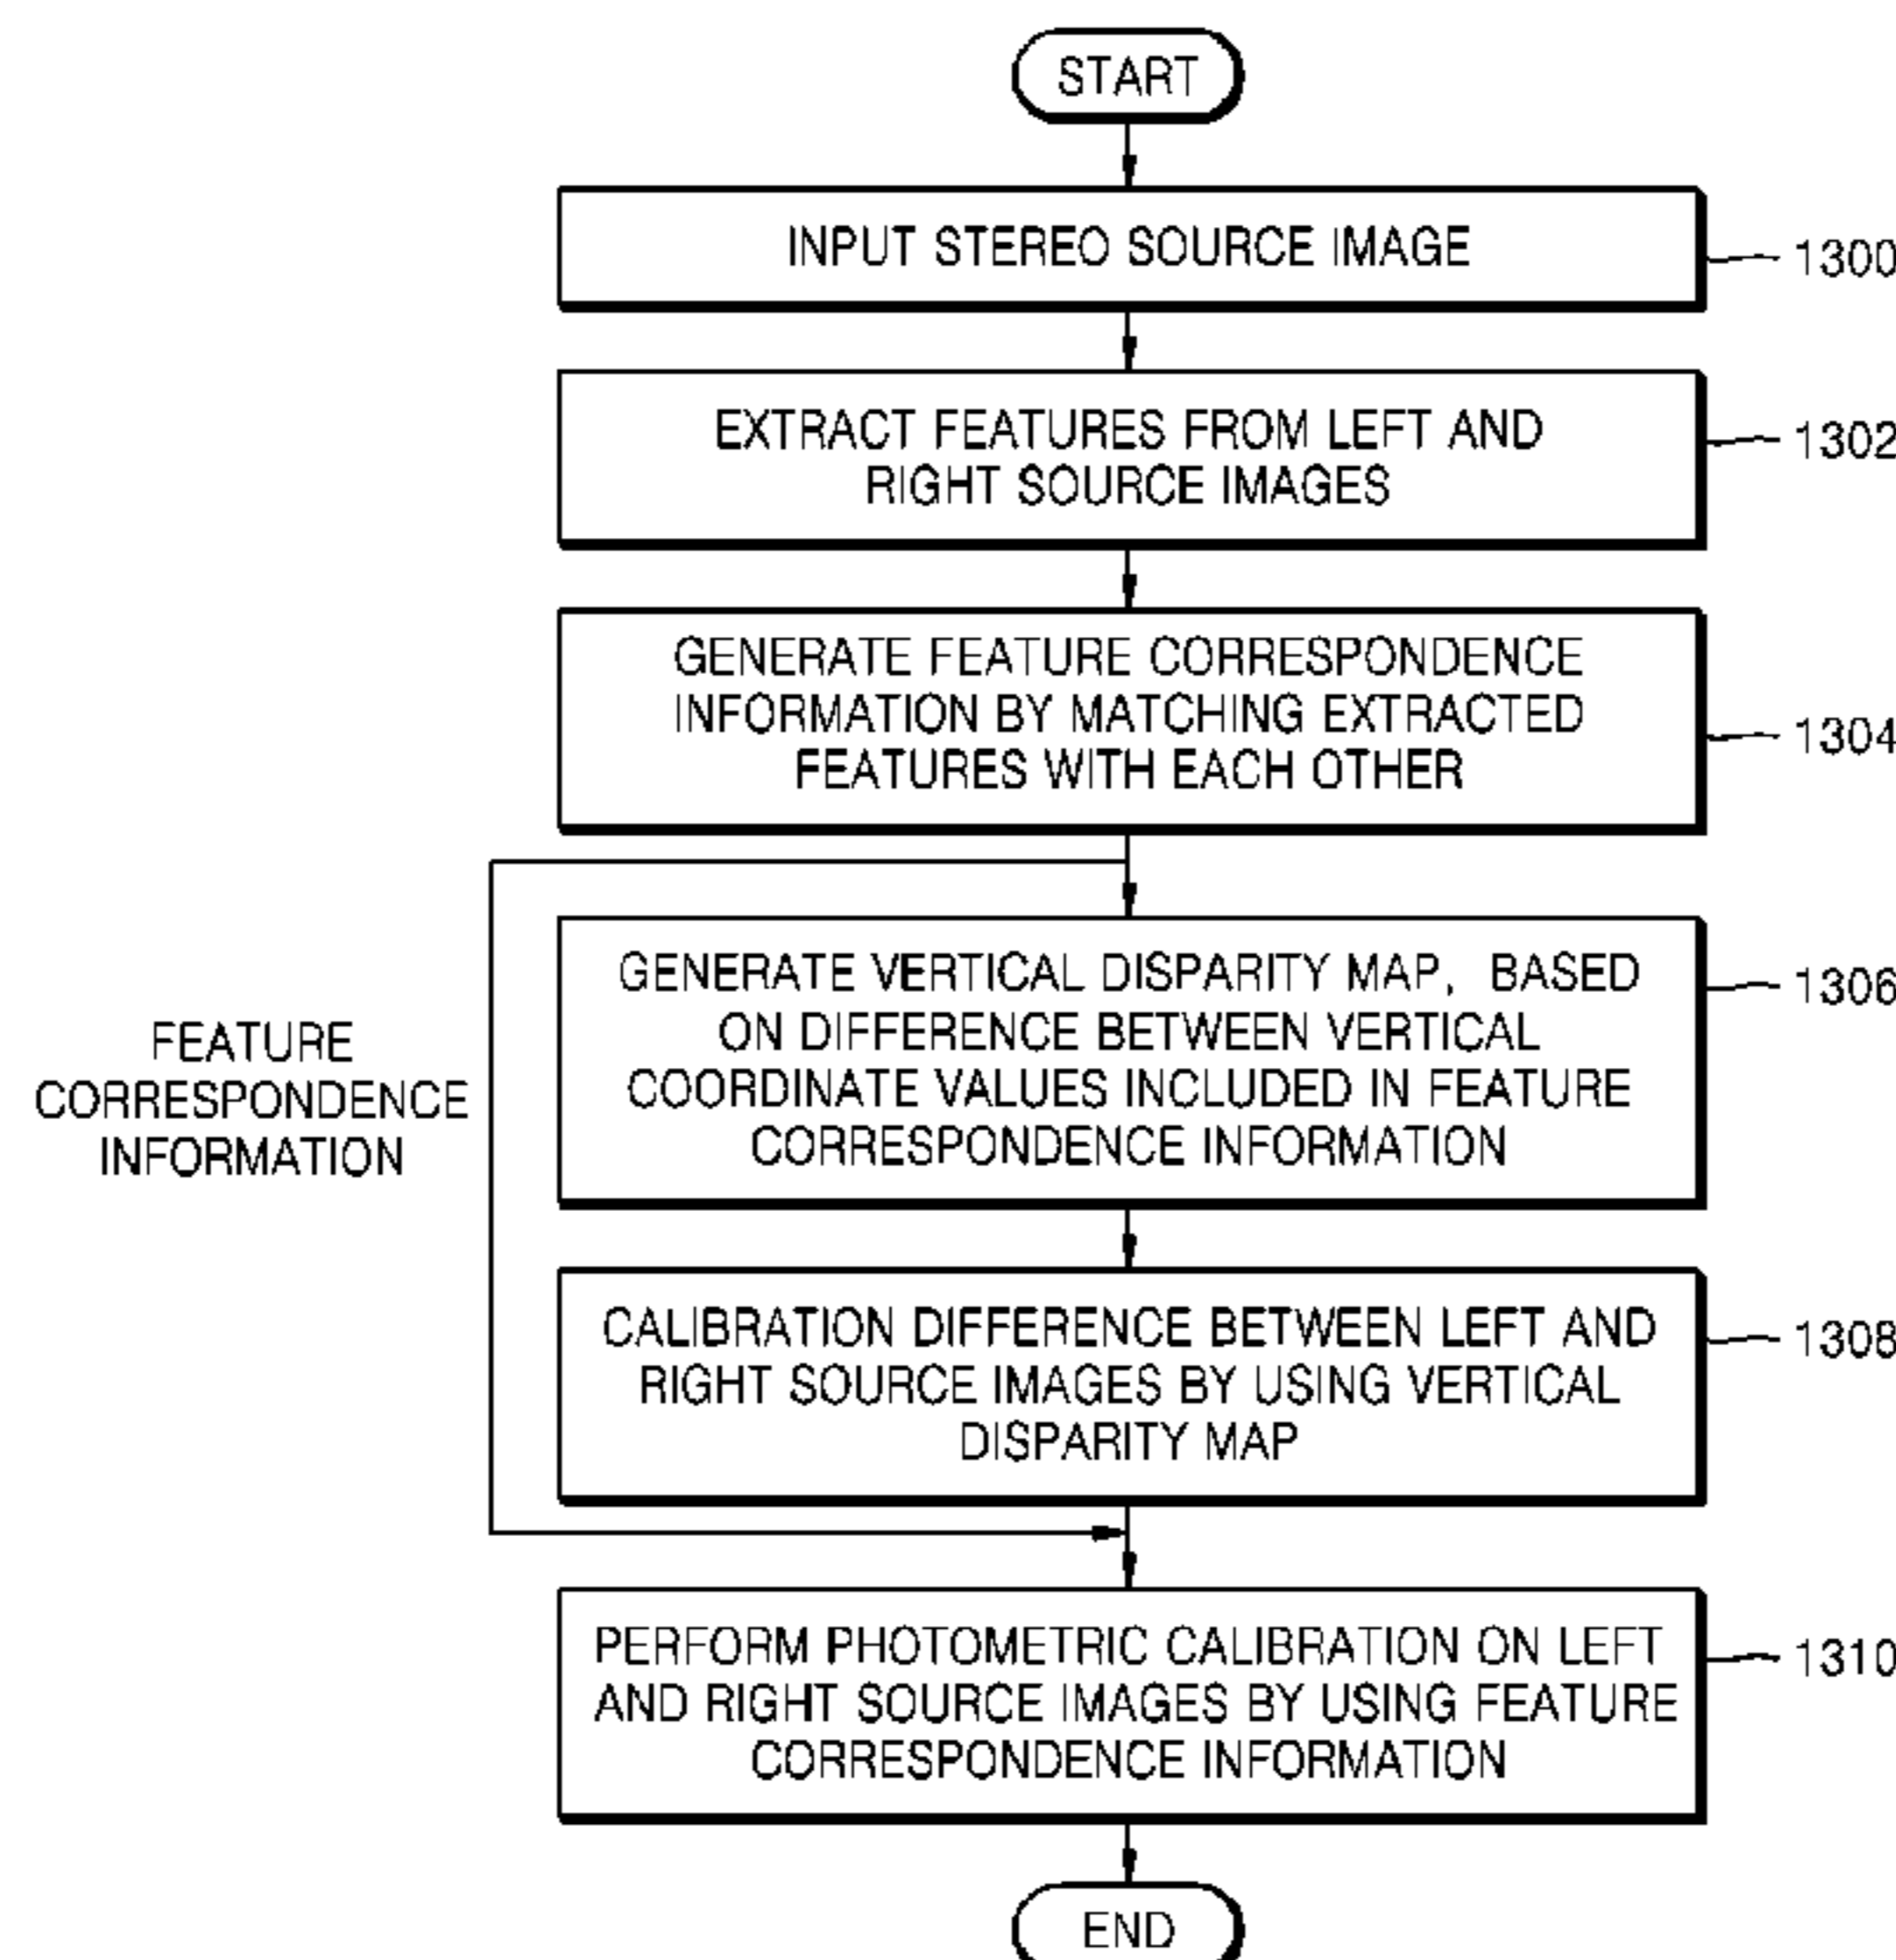 START
INPUT STEREO SOURCE IMAGE
1300
EXTRACT FEATURES FROM LEFT AND
RIGHT SOURCE IMAGES
1302
GENERATE FEATURE CORRESPONDENCE
INFORMATION BY MATCHING EXTRACTED
FEATURES WITH EACH OTHER
1304
FEATURE
CORRESPONDENCE
INFORMATION
GENERATE VERTICAL DISPARITY MAP, BASED
ON DIFFERENCE BETWEEN VERTICAL
COORDINATE VALUES INCLUDED IN FEATURE
CORRESPONDENCE INFORMATION
1306
CALIBRATION DIFFERENCE BETWEEN LEFT AND
RIGHT SOURCE IMAGES BY USING VERTICAL
DISPARITY MAP
1308
PERFORM PHOTOMETRIC CALIBRATION ON LEFT
AND RIGHT SOURCE IMAGES BY USING FEATURE
CORRESPONDENCE INFORMATION
1310
END